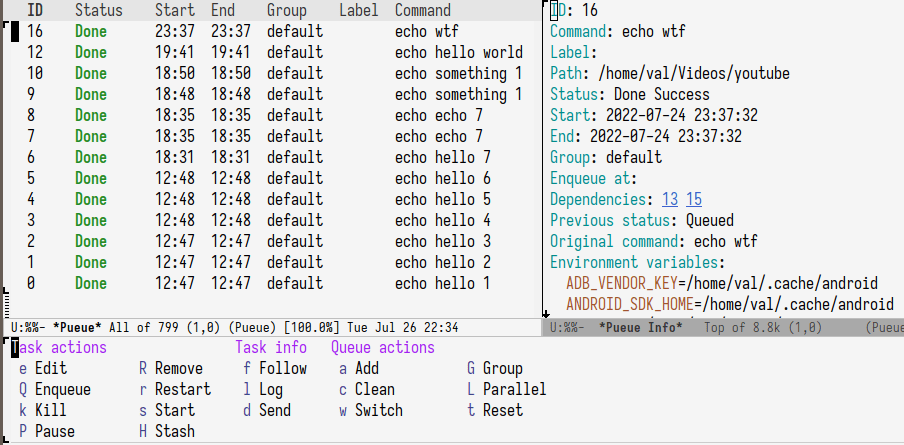 ID Status Start End Group Label Command
16 Done 23:37 23:37 default echo wtf
12 Done 19:41 19:41 default echo hello world
10 Done 18:50 18:50 default echo something 1
9 Done 18:48 18:48 default echo something 1
8 Done 18:35 18:35 default echo echo 7
7 Done 18:35 18:35 default echo echo 7
6 Done 18:31 18:31 default echo hello 7
5 Done 12:48 12:48 default echo hello 6
4 Done 12:48 12:48 default echo hello 5
3 Done 12:48 12:48 default echo hello 4
2 Done 12:47 12:47 default echo hello 3
1 Done 12:47 12:47 default echo hello 2
0 Done 12:47 12:47 default echo hello 1
U:%%- *Pueue* All of 799 (1,0) (Pueue) [100.0%] Tue Jul 26 22:34
ID: 16
Command: echo wtf
Label:
Path: /home/val/Videos/youtube
Status: Done Success
Start: 2022-07-24 23:37:32
End: 2022-07-24 23:37:32
Group: default
Enqueue at:
Dependencies: 13 15
Previous status: Queued
Original command: echo wtf
Environment variables:
ADB_VENDOR_KEY=/home/val/.cache/android
ANDROID_SDK_HOME=/home/val/.cache/android
U:%%- *Pueue Info* Top of 8.8k (1,0) (Pueue
Task actions Task info Queue actions
e Edit R Remove f Follow a Add G Group
Q Enqueue r Restart l Log c Clean L Parallel
k Kill s Start d Send w Switch t Reset
P Pause H Stash